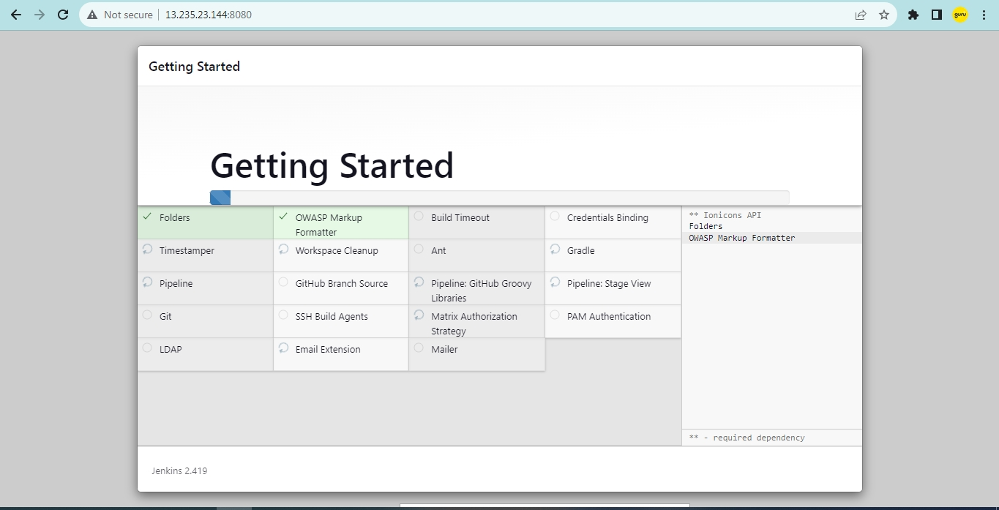 Not secure
13.235.23.144:8080
guru
Getting Started
Getting Started
Folders
OWASP Markup
Formatter
Build Timeout
Credentials Binding
Timestamper
Workspace Cleanup
Ant
Gradle
Pipeline
GitHub Branch Source
Pipeline: GitHub Groovy
Libraries
Pipeline: Stage View
Git
SSH Build Agents
Matrix Authorization
Strategy
PAM Authentication
LDAP
Email Extension
Mailer
** Ionicons API
Folders
OWASP Markup Formatter
** - required dependency
Jenkins 2.419